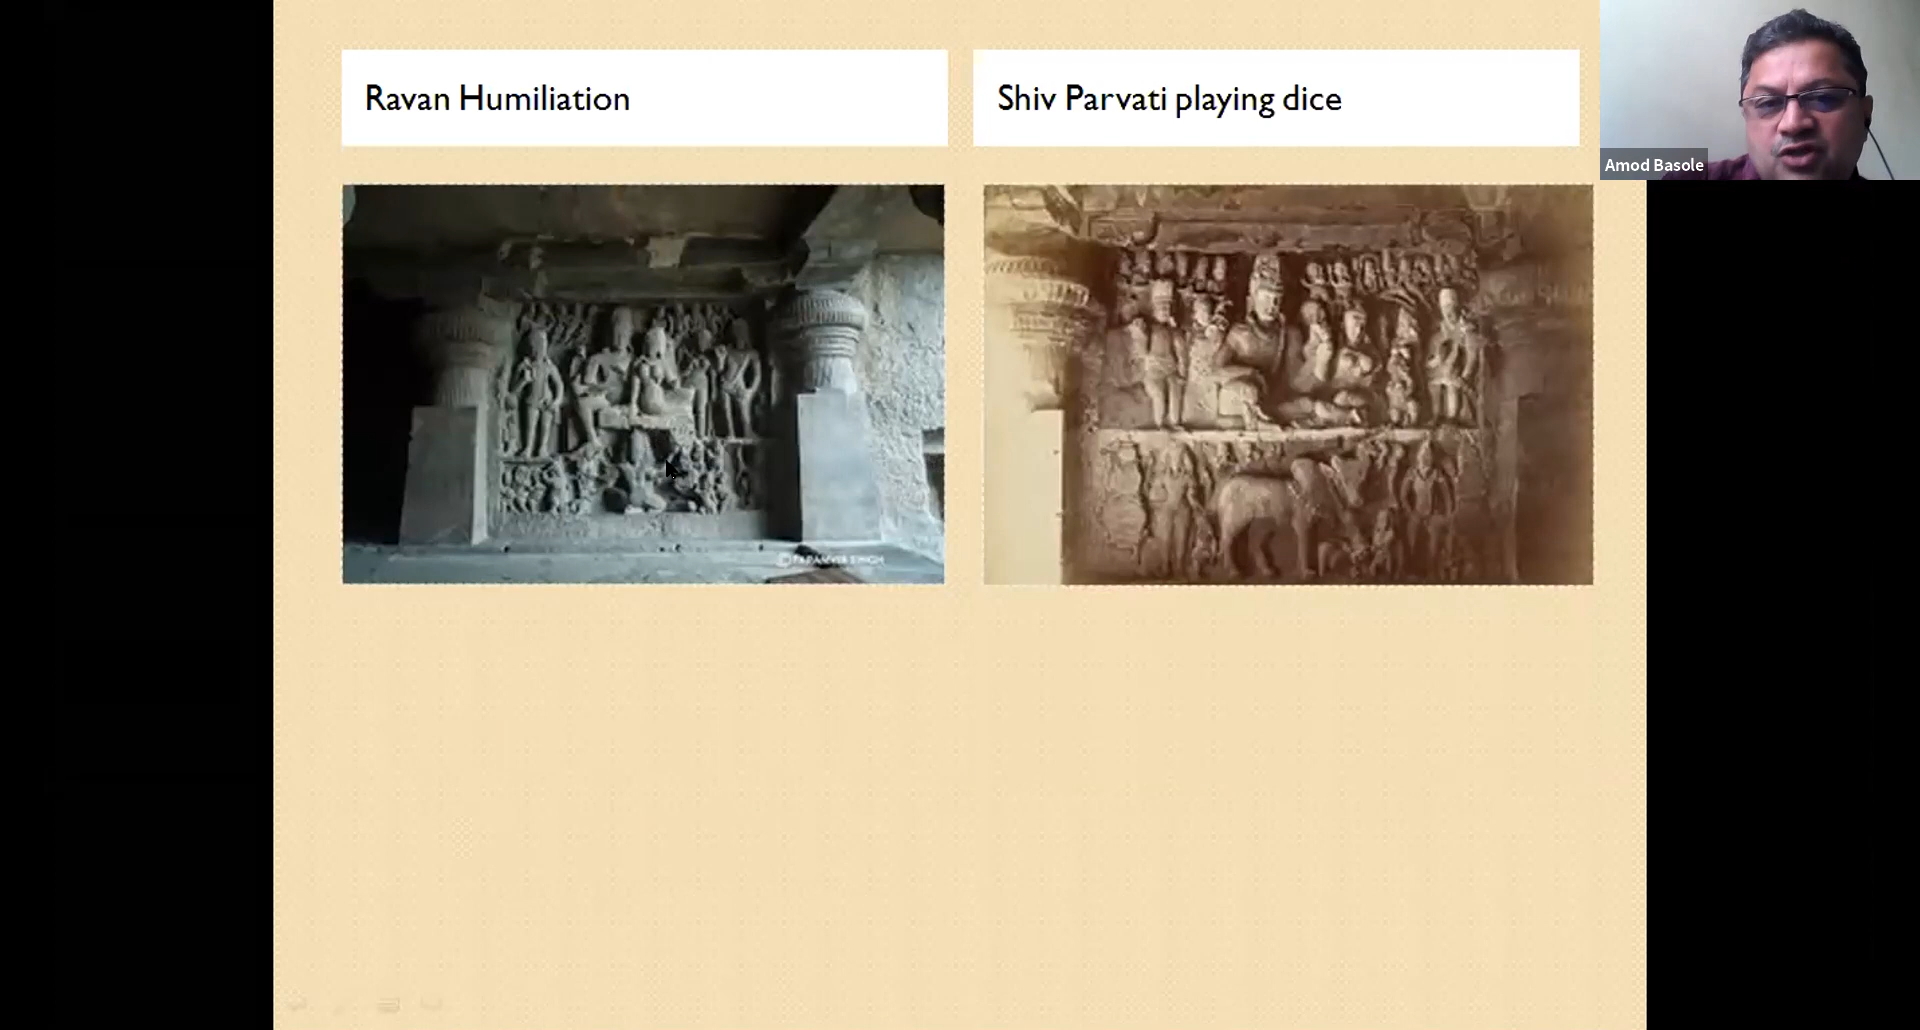 Ravan Humiliation
Shiv Parvati playing dice
Amod Basole